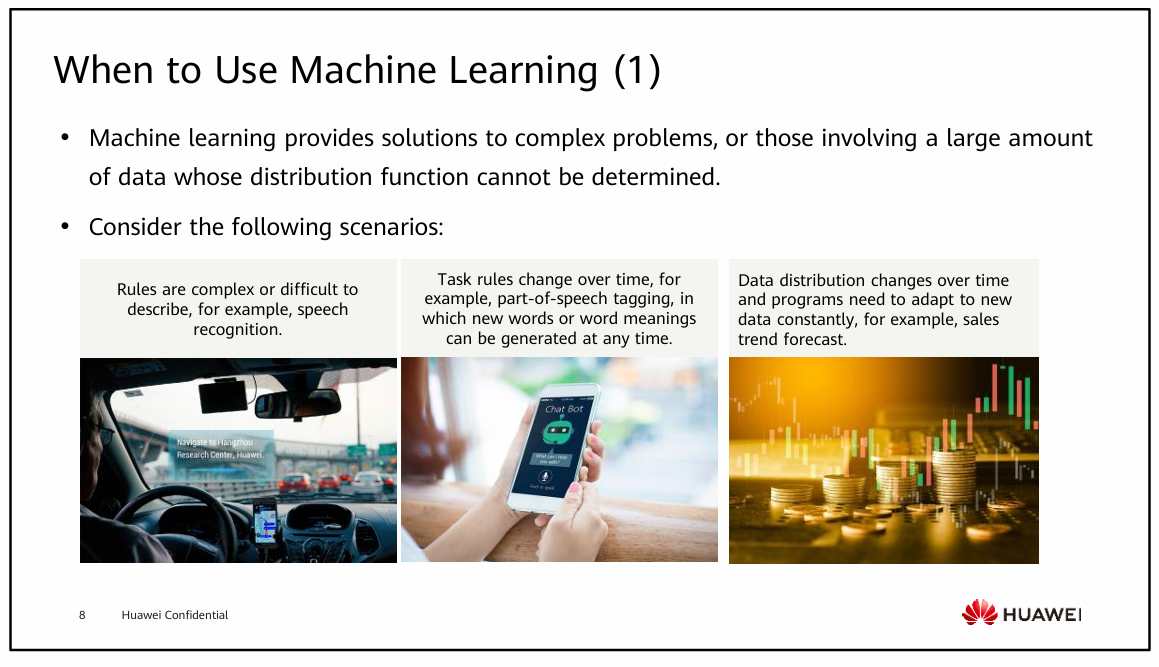 When to Use Machine Learning (1)
• Machine learning provides solutions to complex problems, or those involving a large amount
of data whose distribution function cannot be determined.
• Consider the following scenarios:
Rules are complex or difficult to
describe, for example, speech
recognition.
Task rules change over time, for
example, part-of-speech tagging, in
which new words or word meanings
can be generated at any time.
Data distribution changes over time
and programs need to adapt to new
data constantly, for example, sales
trend forecast.
Navigate to Hangzhou
Research Center, Huawei.
Chat Bot
What can I help
you with?
8 Huawei Confidential
HUAWEI